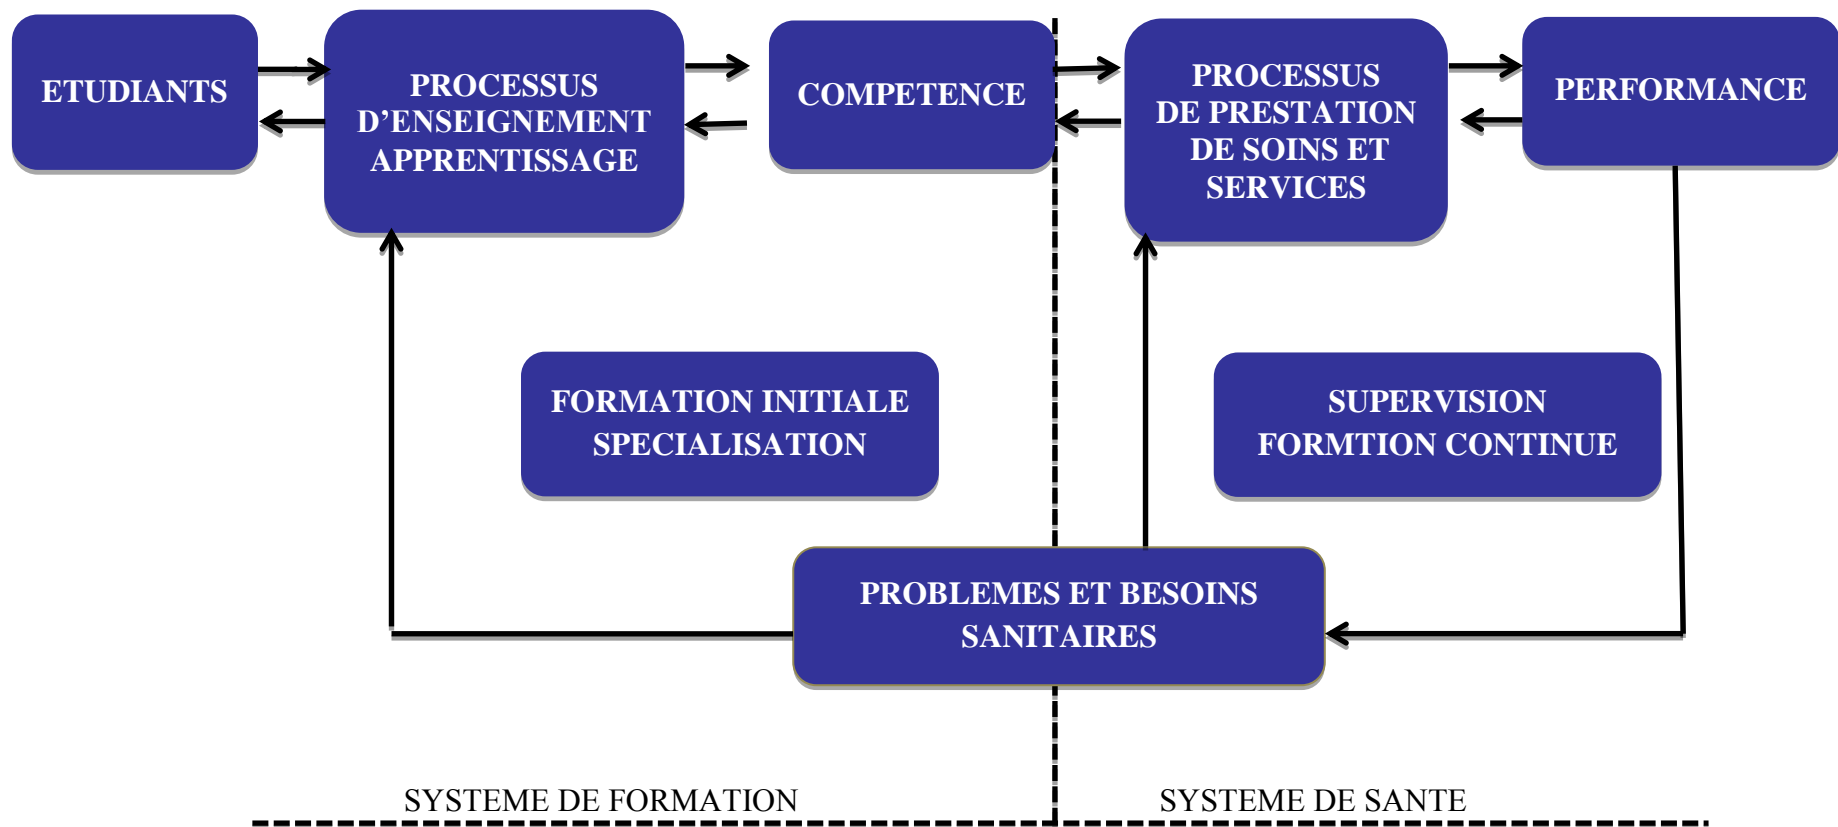 ETUDIANTS
PROCESSUS
D’ENSEIGNEMENT
APPRENTISSAGE
COMPETENCE
PROCESSUS
DE PRESTATION
DE SOINS ET
SERVICES
PERFORMANCE
FORMATION INITIALE
SPECIALISATION
SUPERVISION
FORMTION CONTINUE
PROBLEMES ET BESOINS
SANITAIRES
SYSTEME DE FORMATION
SYSTEME DE SANTE